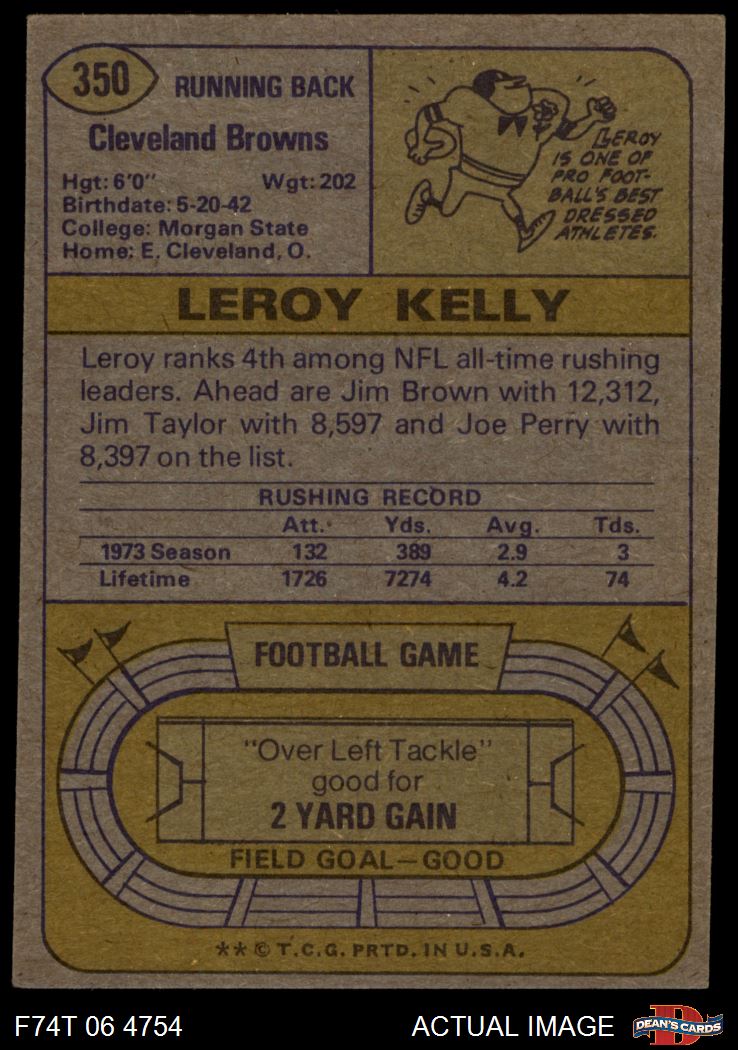 350
RUNNING BACK
Cleveland Browns
Hgt: 6'0" Wgt: 202
Birthdate: 5-20-42
College: Morgan State
Home: E. Cleveland, O.
LEROY
IS ONE OF
PRO FOOT-
BALL'S BEST
DRESSED
ATHLETES.
LEROY KELLY
Leroy ranks 4th among NFL all-time rushing
leaders. Ahead are Jim Brown with 12,312,
Jim Taylor with 8,597 and Joe Perry with
8,397 on the list.
RUSHING RECORD
Att. Yds. Avg. Tds.
1973 Season 132 389 2.9 3
Lifetime 1726 7274 4.2 74
FOOTBALL GAME
"Over Left Tackle"
good for
2 YARD GAIN
FIELD GOAL—GOOD
** © T.C.G. PRTD. IN U.S.A.
F74T 06 4754 ACTUAL IMAGE
D
DEAN'S CARDS